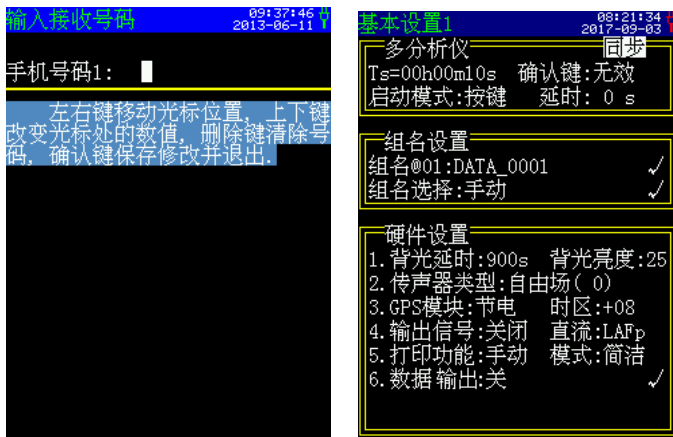 输入接收号码
09:37:46
2013-06-11
手机号码1:
左右键移动光标位置, 上下键
改变光标处的数值, 删除键清除号
码, 确认键保存修改并退出.
基本设置1
08:21:34
2017-09-03
多分析仪
同步
Ts=00h00m10s 确认键:无效
启动模式:按键 延时: 0 s
组名设置
组名@01:DATA_0001 ✓
组名选择:手动 ✓
硬件设置
1.背光延时:900s 背光亮度:25
2.传声器类型:自由场( 0)
3.GPS模块:节电 时区:+08
4.输出信号:关闭 直流:LAFp
5.打印功能:手动 模式:简洁
6.数据输出:关 ✓